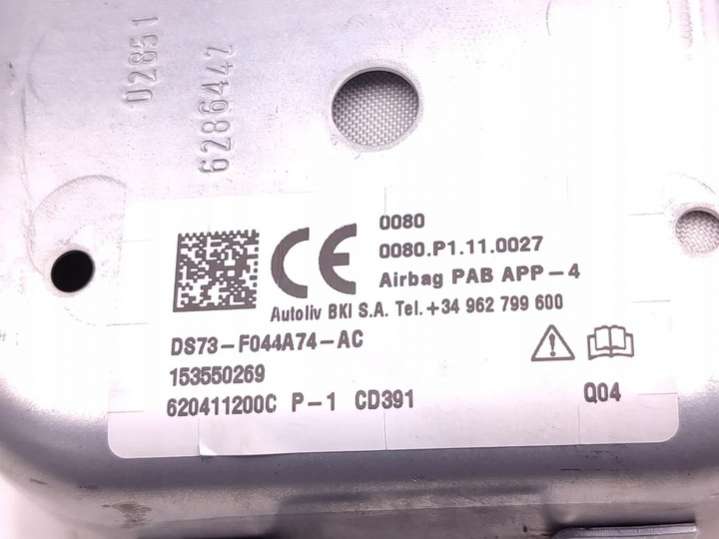 U2851
6286442
CE
0080
0080.P1.11.0027
Airbag PAB APP-4
Autoliv BKI S.A. Tel. +34 962 799 600
DS73-F044A74-AC
153550269
620411200C P-1 CD391
Q04